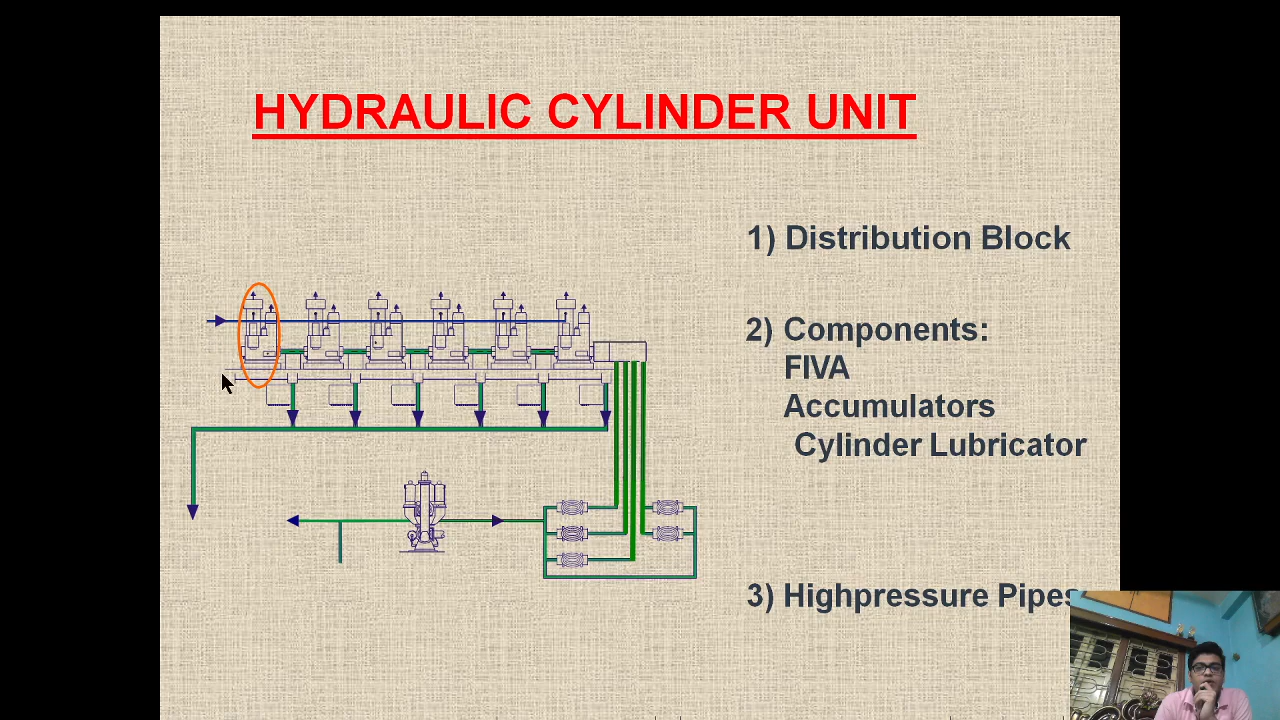 HYDRAULIC CYLINDER UNIT
1) Distribution Block
2) Components:
FIVA
Accumulators
Cylinder Lubricator
3) Highpressure Pipes